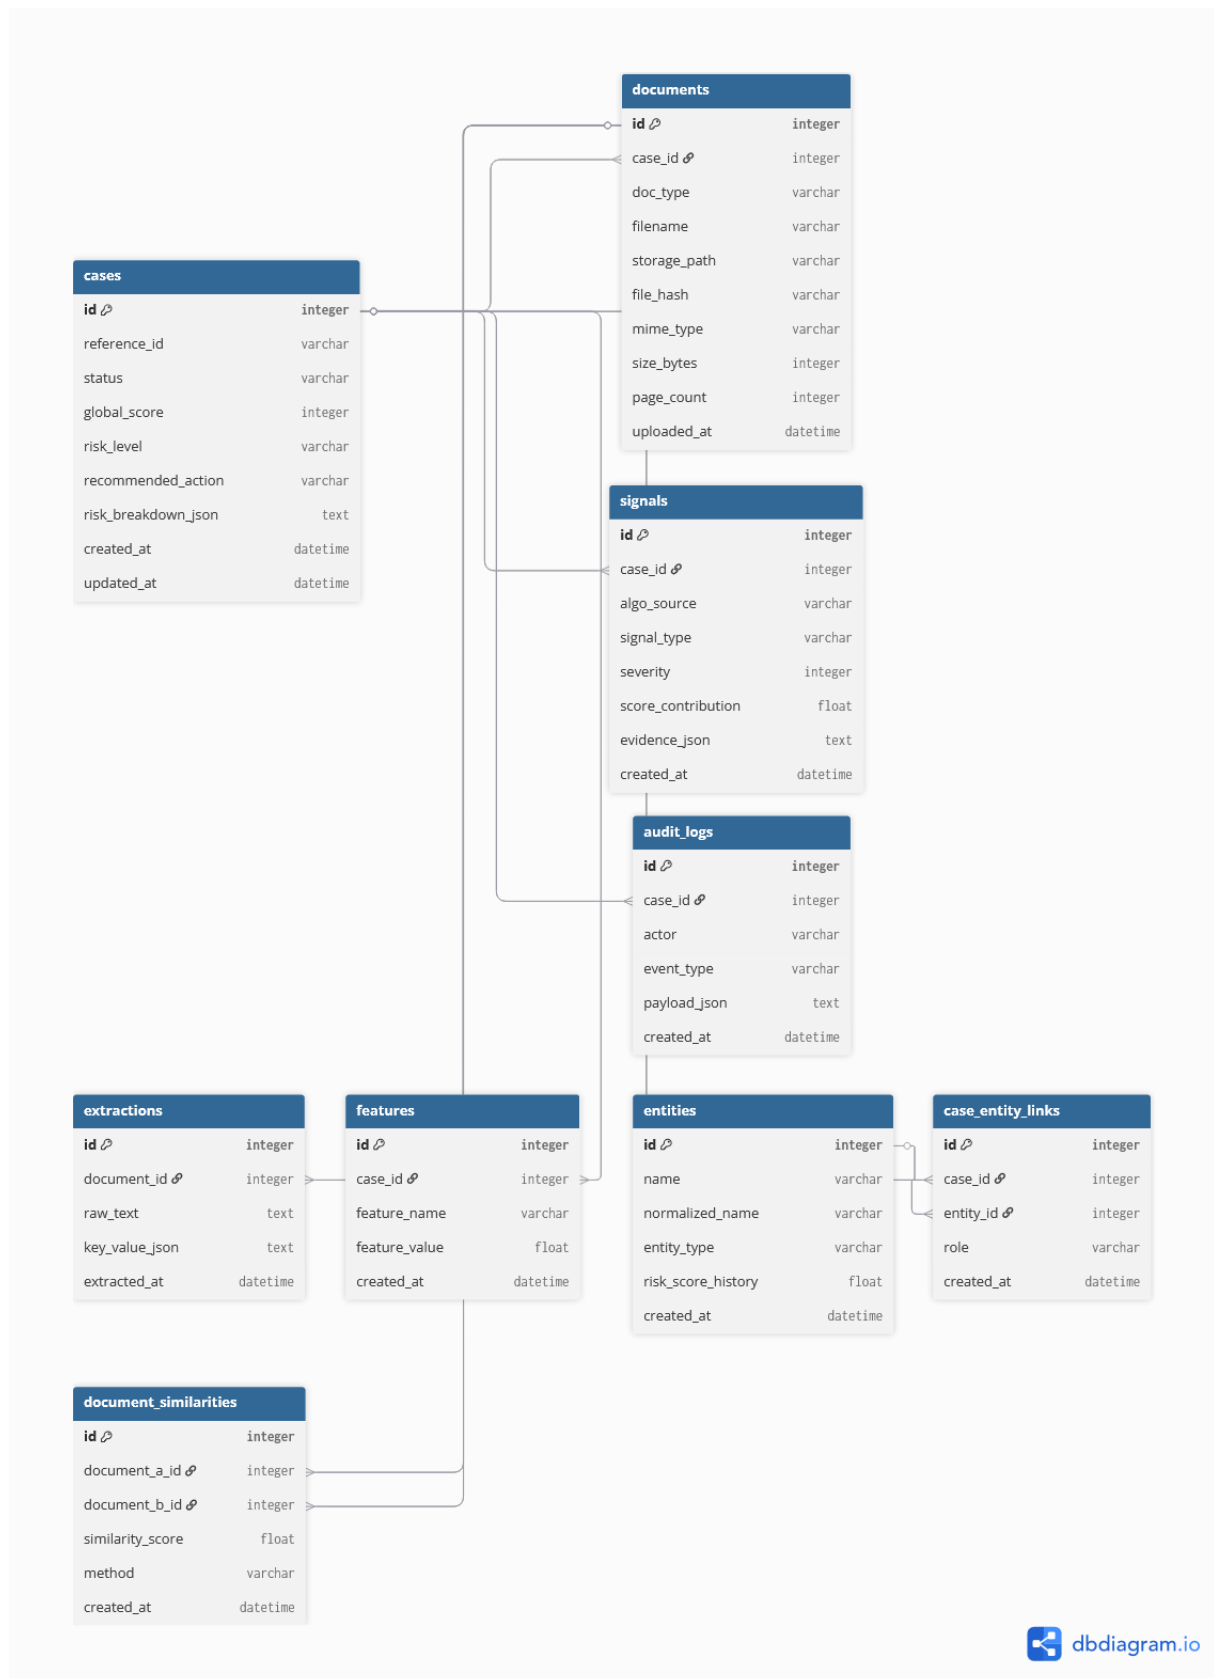 documents
id integer
case_id integer
doc_type varchar
filename varchar
storage_path varchar
file_hash varchar
mime_type varchar
size_bytes integer
page_count integer
uploaded_at datetime
cases
id integer
reference_id varchar
status varchar
global_score integer
risk_level varchar
recommended_action varchar
risk_breakdown_json text
created_at datetime
updated_at datetime
signals
id integer
case_id integer
algo_source varchar
signal_type varchar
severity integer
score_contribution float
evidence_json text
created_at datetime
audit_logs
id integer
case_id integer
actor varchar
event_type varchar
payload_json text
created_at datetime
extractions
id integer
document_id integer
raw_text text
key_value_json text
extracted_at datetime
features
id integer
case_id integer
feature_name varchar
feature_value float
created_at datetime
entities
id integer
name varchar
normalized_name varchar
entity_type varchar
risk_score_history float
created_at datetime
case_entity_links
id integer
case_id integer
entity_id integer
role varchar
created_at datetime
document_similarities
id integer
document_a_id integer
document_b_id integer
similarity_score float
method varchar
created_at datetime
dbdiagram.io